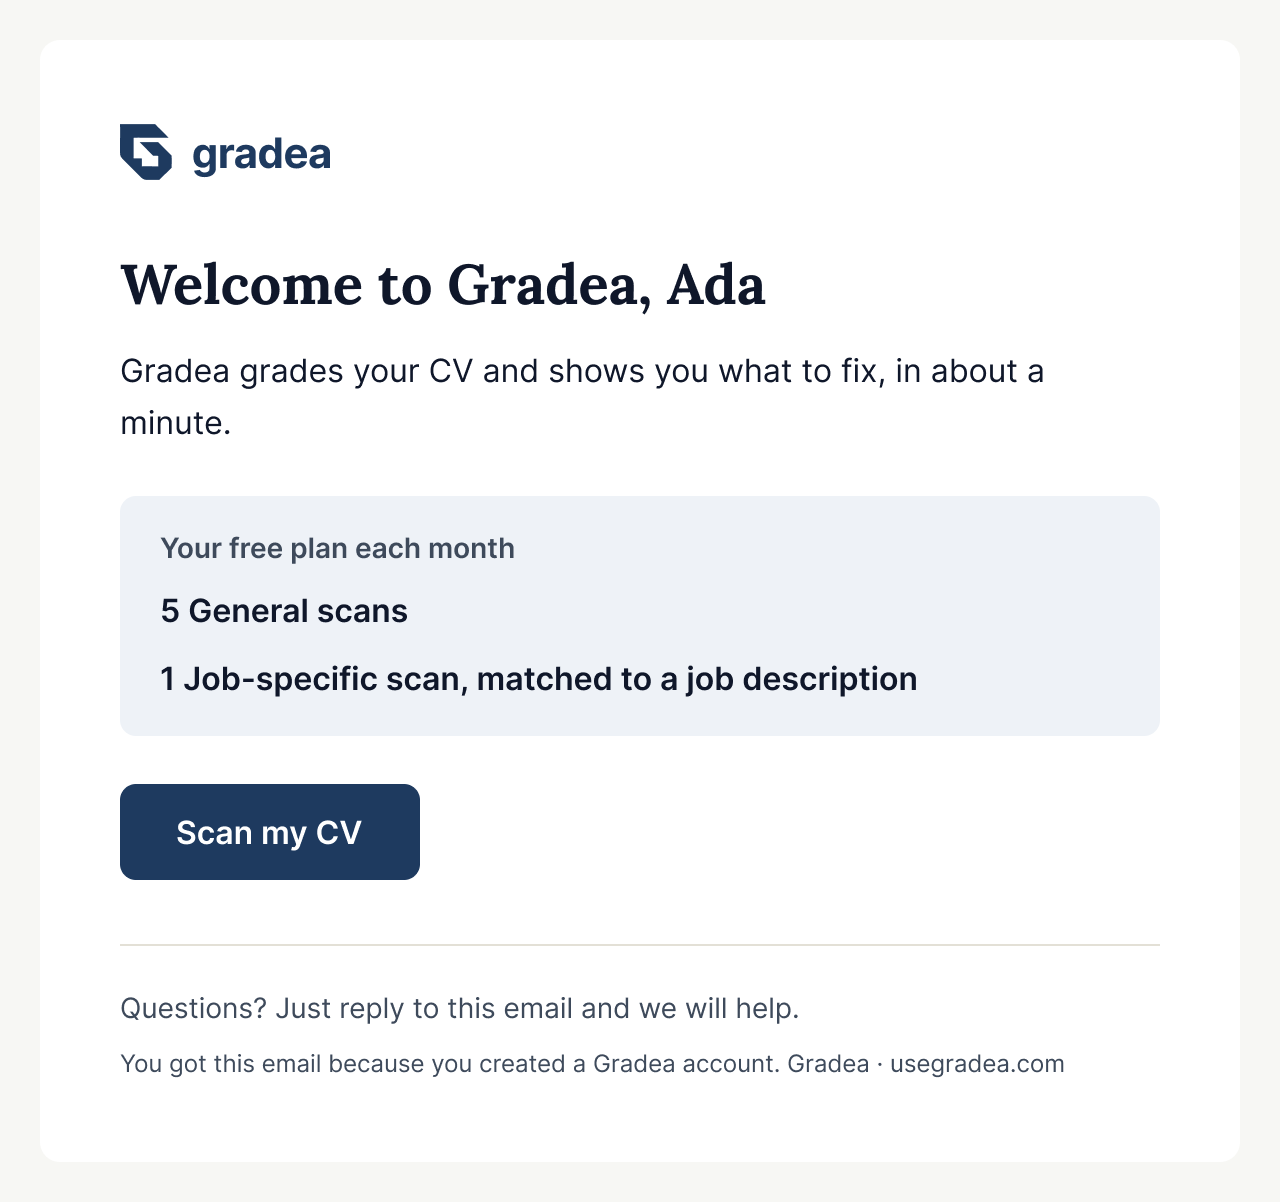 gradea
Welcome to Gradea, Ada
Gradea grades your CV and shows you what to fix, in about a
minute.
Your free plan each month
5 General scans
1 Job-specific scan, matched to a job description
Scan my CV
Questions? Just reply to this email and we will help.
You got this email because you created a Gradea account. Gradea · usegradea.com